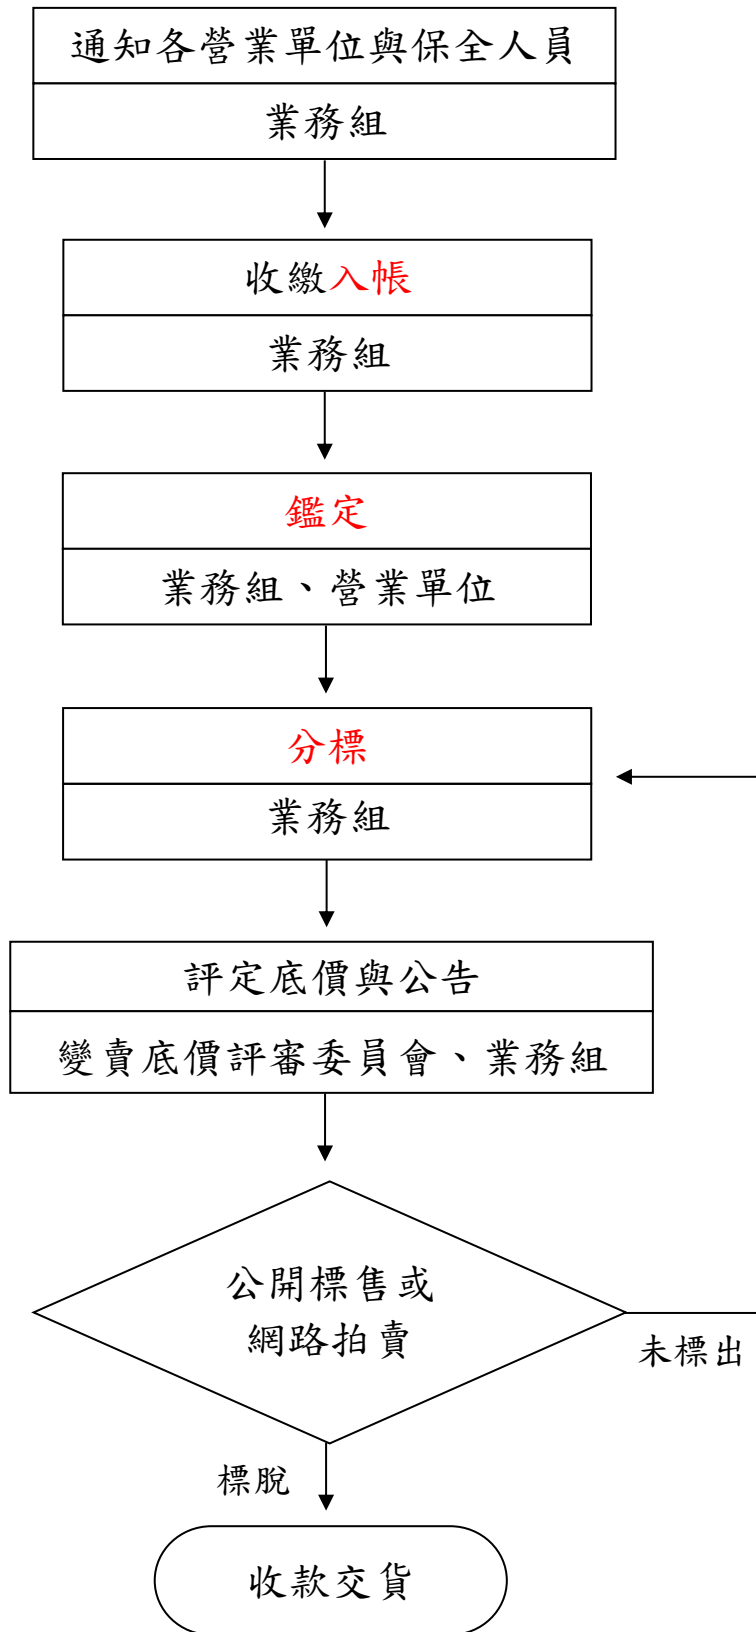 通知各營業單位與保全人員
業務組
收繳入帳
業務組
鑑定
業務組、營業單位
分標
業務組
評定底價與公告
變賣底價評審委員會、業務組
公開標售或
網路拍賣
未標出
標脫
收款交貨